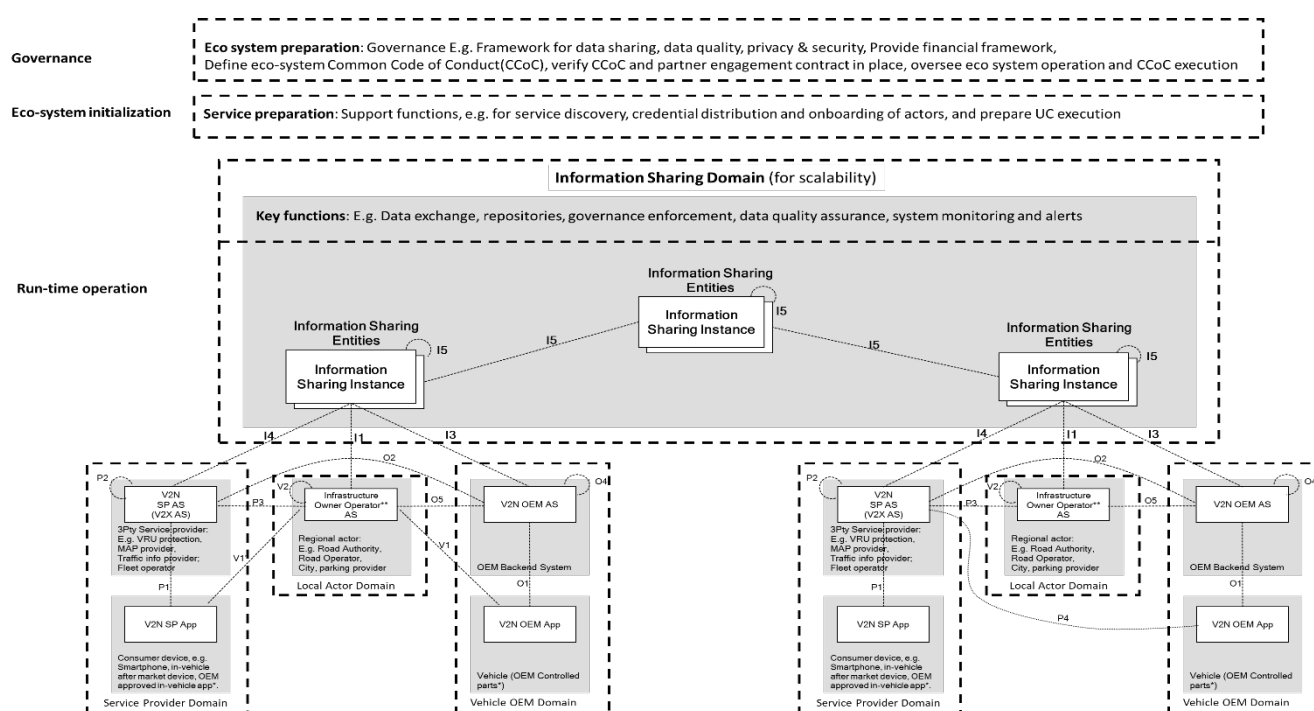 Governance
Eco system preparation: Governance E.g. Framework for data sharing, data quality, privacy & security, Provide financial framework,
Define eco-system Common Code of Conduct(CCoC), verify CCoC and partner engagement contract in place, oversee eco system operation and CCoC execution
Eco-system initialization
Service preparation: Support functions, e.g. for service discovery, credential distribution and onboarding of actors, and prepare UC execution
Information Sharing Domain (for scalability)
Key functions: E.g. Data exchange, repositories, governance enforcement, data quality assurance, system monitoring and alerts
Run-time operation
Information Sharing
Entities
Information
Sharing Instance
I5
Information Sharing
Entities
Information
Sharing Instance
I5
Information Sharing
Entities
Information
Sharing Instance
I5
I5
I5
I4
I1
I3
O2
P2
V2N
SP AS
(V2X AS)
3Pty Service provider:
E.g. VRU protection,
MAP provider,
Traffic info provider;
Fleet operator
P3
V2
Infrastructure
Owner Operator**
AS
Regional actor:
E.g. Road Authority,
Road Operator,
City, parking provider
Local Actor Domain
O5
O4
V2N OEM AS
OEM Backend System
V1
V1
P1
O1
V2N SP App
Consumer device, e.g.
Smartphone, in-vehicle
after market device, OEM
approved in-vehicle app*.
Service Provider Domain
V2N OEM App
Vehicle (OEM Controlled
parts*)
Vehicle OEM Domain
I4
I1
I3
O2
P2
V2N
SP AS
(V2X AS)
3Pty Service provider:
E.g. VRU protection,
MAP provider,
Traffic info provider;
Fleet operator
P3
V2
Infrastructure
Owner Operator**
AS
Regional actor:
E.g. Road Authority,
Road Operator,
City, parking provider
Local Actor Domain
O5
V2N OEM AS
OEM Backend System
P1
O1
P4
V2N SP App
Consumer device, e.g.
Smartphone, in-vehicle
after market device, OEM
approved in-vehicle app*.
Service Provider Domain
V2N OEM App
Vehicle (OEM Controlled
parts*)
Vehicle OEM Domain